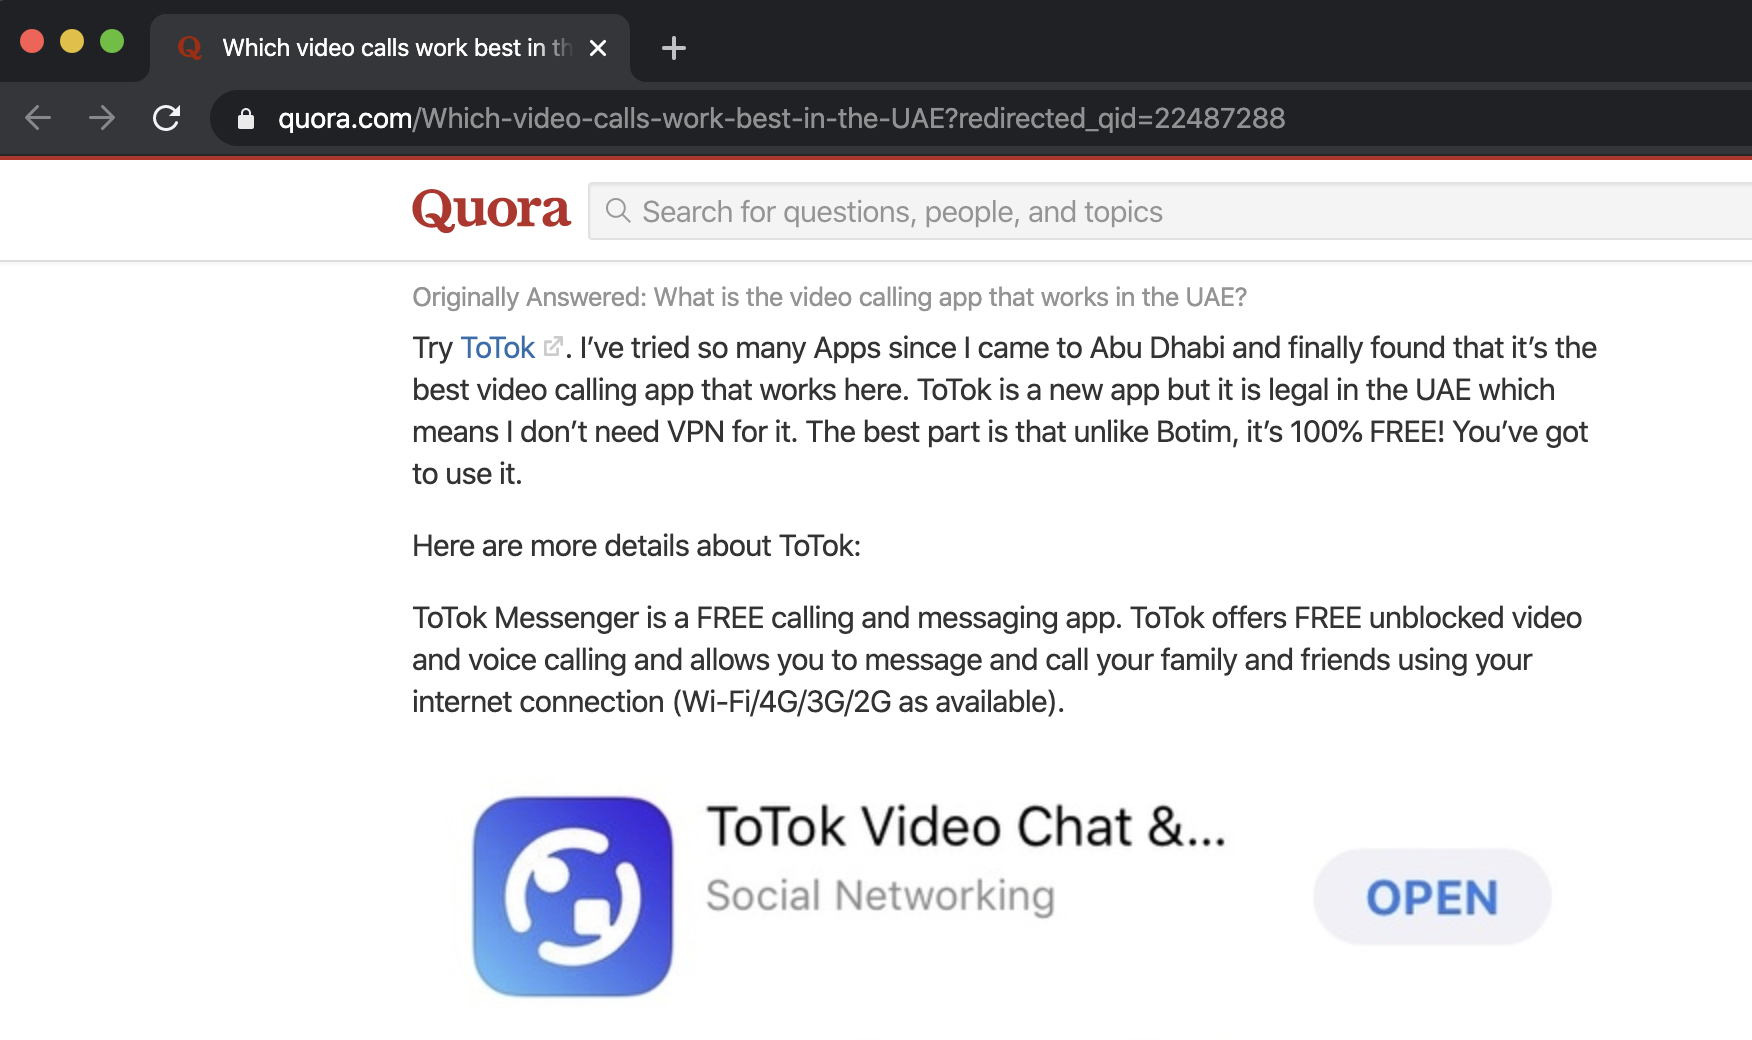 Which video calls work best in th
quora.com/Which-video-calls-work-best-in-the-UAE?redirected_qid=22487288
Quora
Search for questions, people, and topics
Originally Answered: What is the video calling app that works in the UAE?
Try ToTok. I’ve tried so many Apps since I came to Abu Dhabi and finally found that it’s the
best video calling app that works here. ToTok is a new app but it is legal in the UAE which
means I don’t need VPN for it. The best part is that unlike Botim, it’s 100% FREE! You’ve got
to use it.
Here are more details about ToTok:
ToTok Messenger is a FREE calling and messaging app. ToTok offers FREE unblocked video
and voice calling and allows you to message and call your family and friends using your
internet connection (Wi-Fi/4G/3G/2G as available).
ToTok Video Chat &...
Social Networking
OPEN